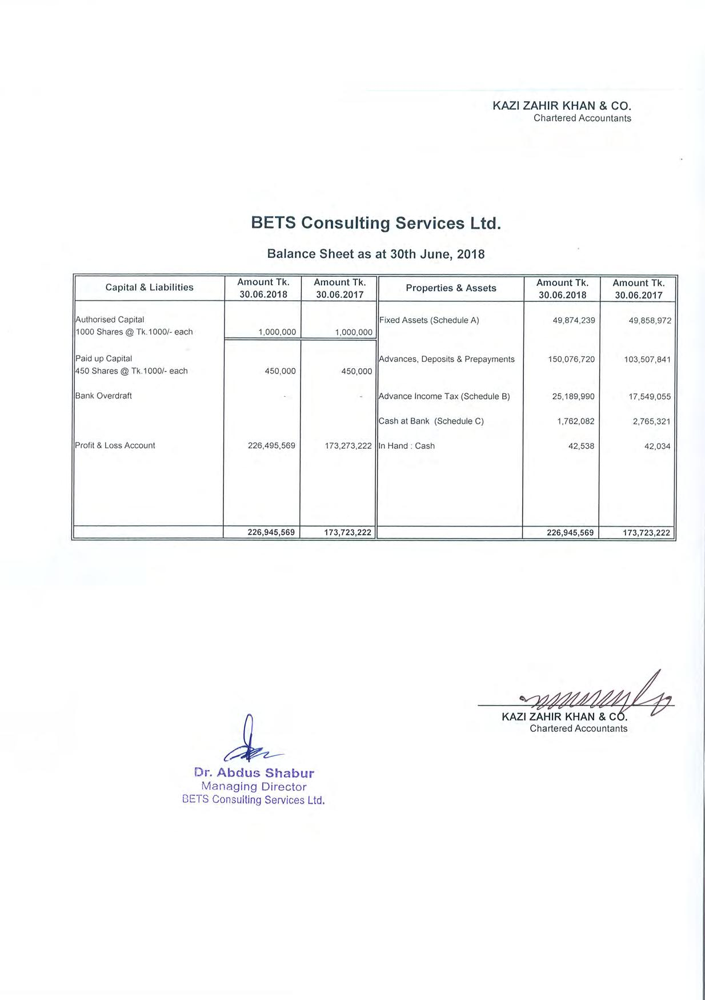 KAZI ZAHIR KHAN & CO.
Chartered Accountants
BETS Consulting Services Ltd.
Balance Sheet as at 30th June, 2018
Capital & Liabilities Amount Tk. 30.06.2018 Amount Tk. 30.06.2017 Properties & Assets Amount Tk. 30.06.2018 Amount Tk. 30.06.2017
Authorised Capital Fixed Assets (Schedule A) 49,874,239 49,858,972
1000 Shares @ Tk.1000/- each 1,000,000 1,000,000
Paid up Capital Advances, Deposits & Prepayments 150,076,720 103,507,841
450 Shares @ Tk.1000/- each 450,000 450,000
Bank Overdraft - - Advance Income Tax (Schedule B) 25,189,990 17,549,055
Cash at Bank (Schedule C) 1,762,082 2,765,321
Profit & Loss Account 226,495,569 173,273,222 In Hand : Cash 42,538 42,034
226,945,569 173,723,222 226,945,569 173,723,222
KAZI ZAHIR KHAN & CO.
Chartered Accountants
Dr. Abdus Shabur
Managing Director
BETS Consulting Services Ltd.